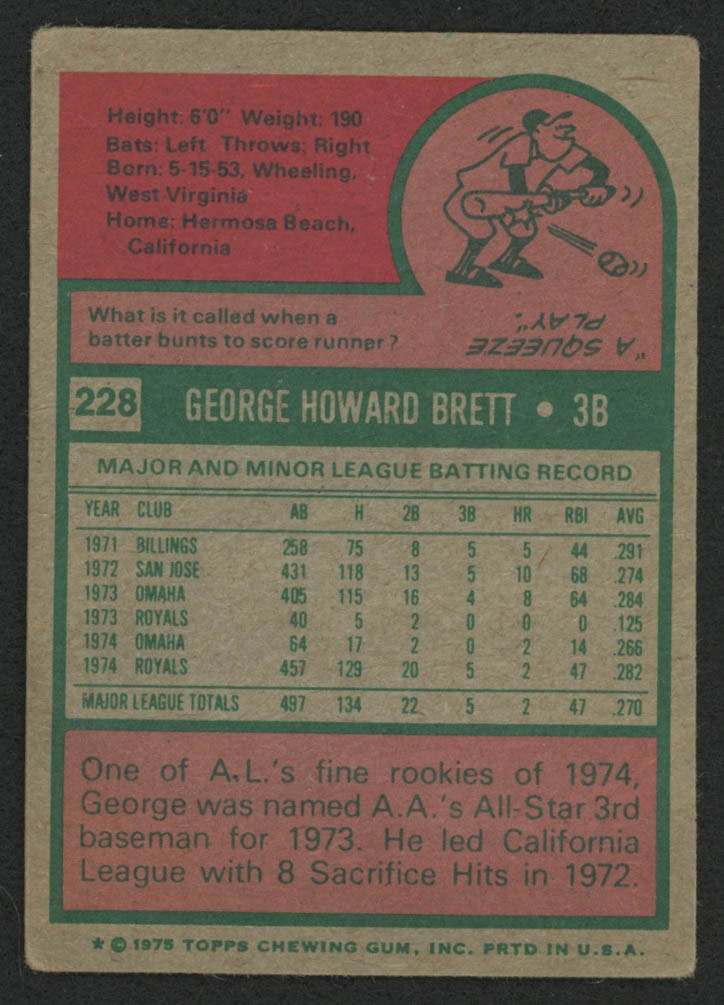 Height: 6'0" Weight: 190
Bats: Left Throws: Right
Born: 5-15-53, Wheeling,
West Virginia
Home: Hermosa Beach,
California
What is it called when a
batter bunts to score runner?
"A SQUEEZE
PLAY".
228 GEORGE HOWARD BRETT • 3B
MAJOR AND MINOR LEAGUE BATTING RECORD
YEAR CLUB AB H 2B 3B HR RBI AVG
1971 BILLINGS 258 75 8 5 5 44 .291
1972 SAN JOSE 431 118 13 5 10 68 .274
1973 OMAHA 405 115 16 4 8 64 .284
1973 ROYALS 40 5 2 0 0 0 .125
1974 OMAHA 64 17 2 0 2 14 .266
1974 ROYALS 457 129 20 5 2 47 .282
MAJOR LEAGUE TOTALS 497 134 22 5 2 47 .270
One of A.L.'s fine rookies of 1974,
George was named A.A.'s All-Star 3rd
baseman for 1973. He led California
League with 8 Sacrifice Hits in 1972.
★ © 1975 TOPPS CHEWING GUM, INC. PRTD IN U.S.A.